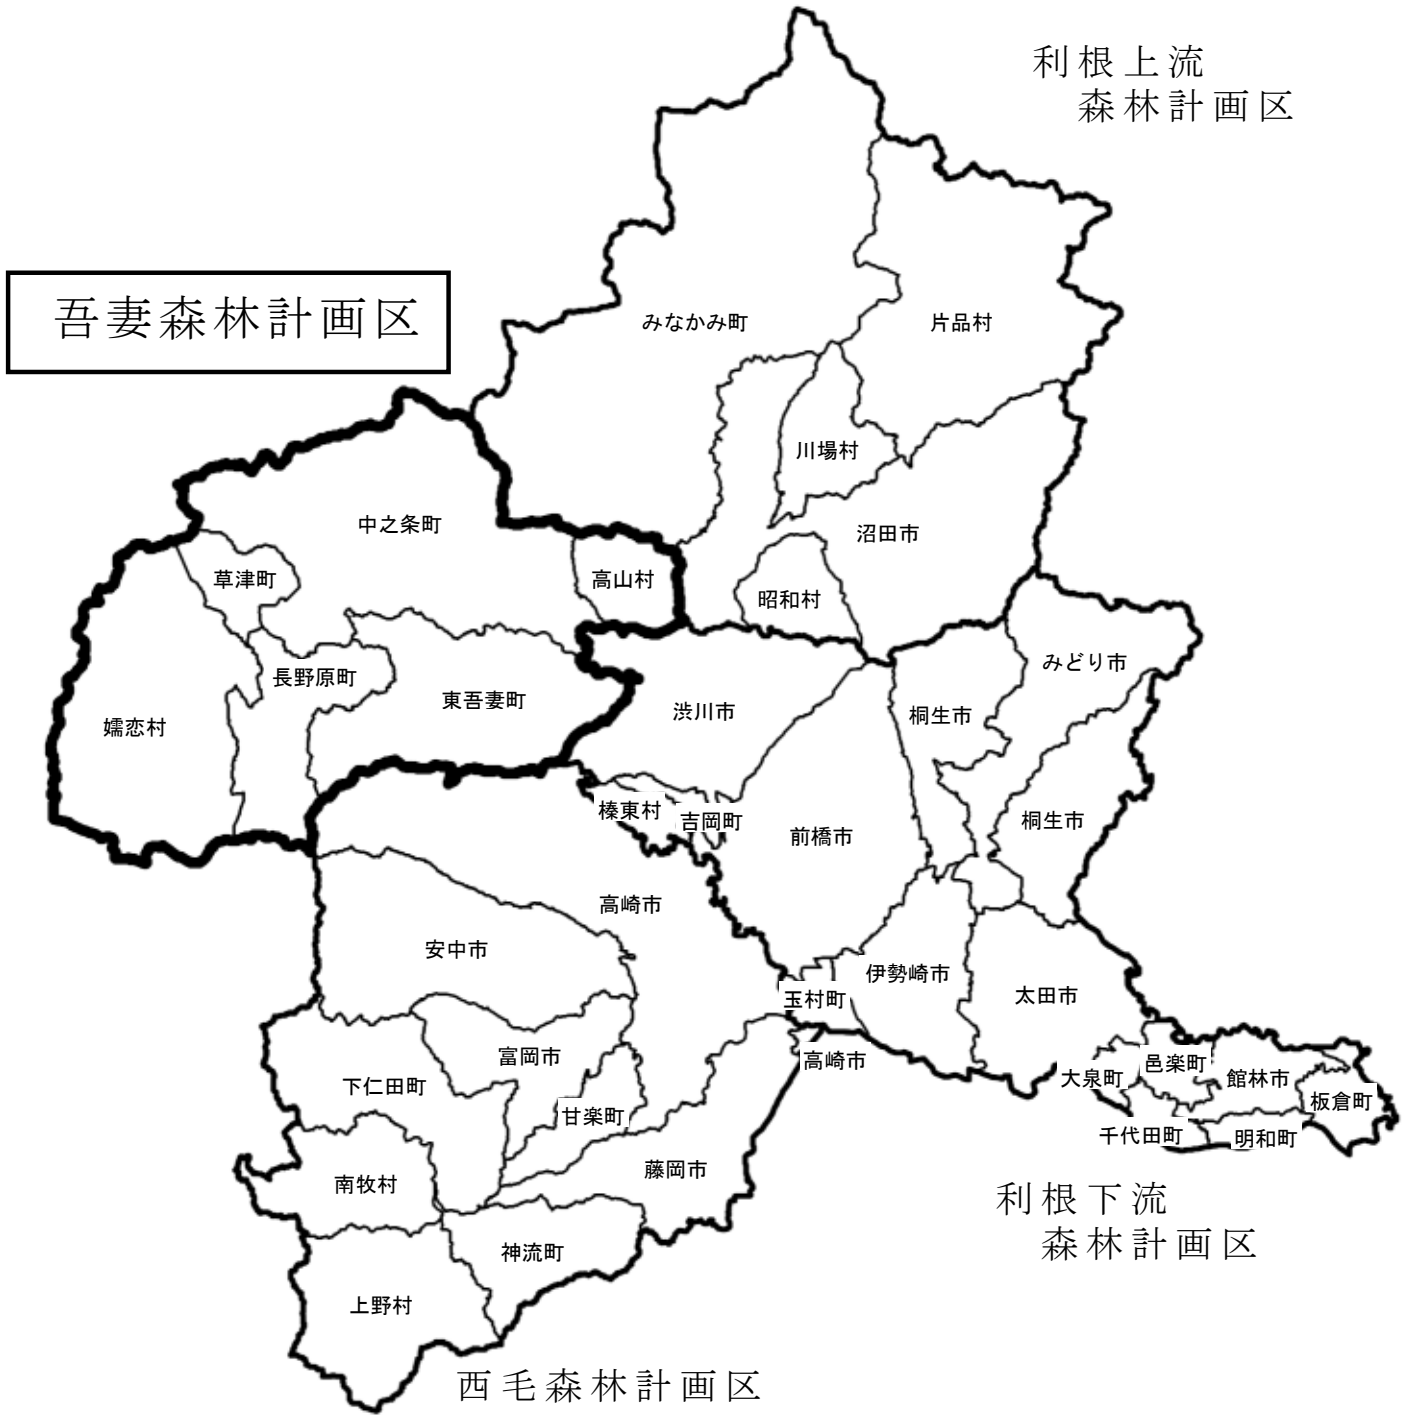 利根上流
森林計画区
吾妻森林計画区
みなかみ町
片品村
川場村
中之条町
沼田市
草津町
高山村
昭和村
みどり市
長野原町
東吾妻町
渋川市
桐生市
嬬恋村
榛東村
吉岡町
前橋市
桐生市
高崎市
安中市
伊勢崎市
太田市
玉村町
富岡市
高崎市
邑楽町
大泉町
館林市
下仁田町
板倉町
甘楽町
千代田町
明和町
藤岡市
南牧村
利根下流
森林計画区
神流町
上野村
西毛森林計画区